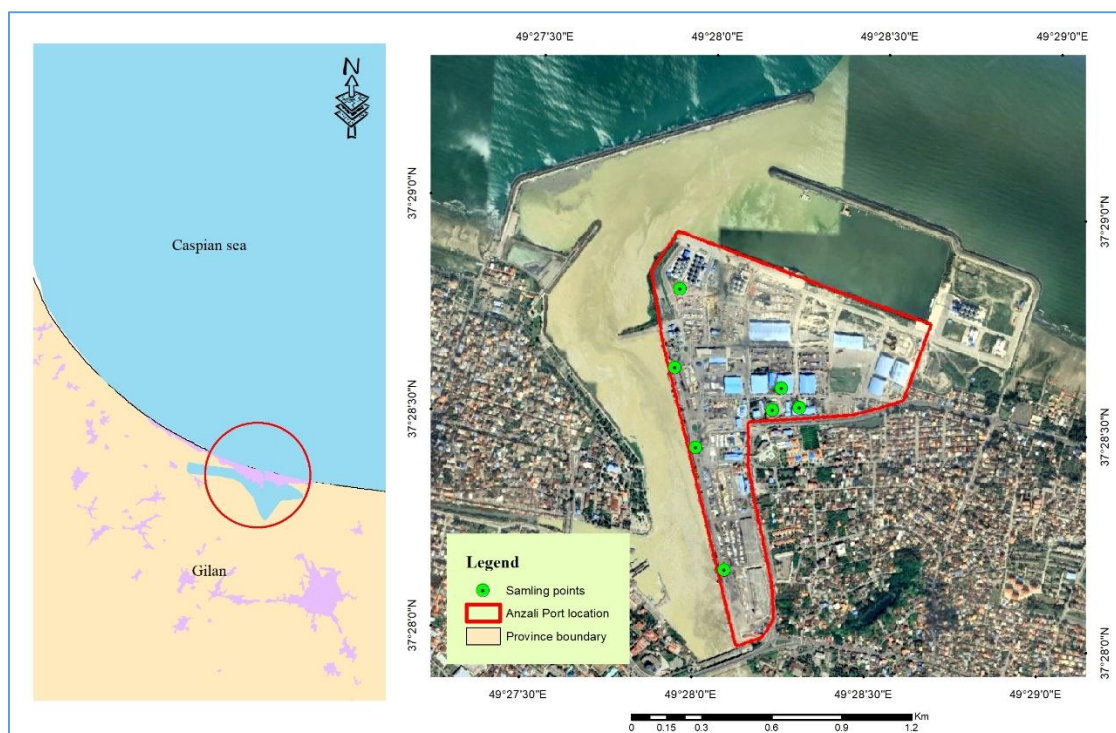 N
Caspian sea
Gilan
49°27'30"E
49°28'0"E
49°28'30"E
49°29'0"E
37°29'0"N
37°28'30"N
37°28'0"N
37°29'0"N
37°28'30"N
37°28'0"N
Legend
Samling points
Anzali Port location
Province boundary
49°27'30"E
49°28'0"E
49°28'30"E
49°29'0"E
Km
0 0.15 0.3 0.6 0.9 1.2